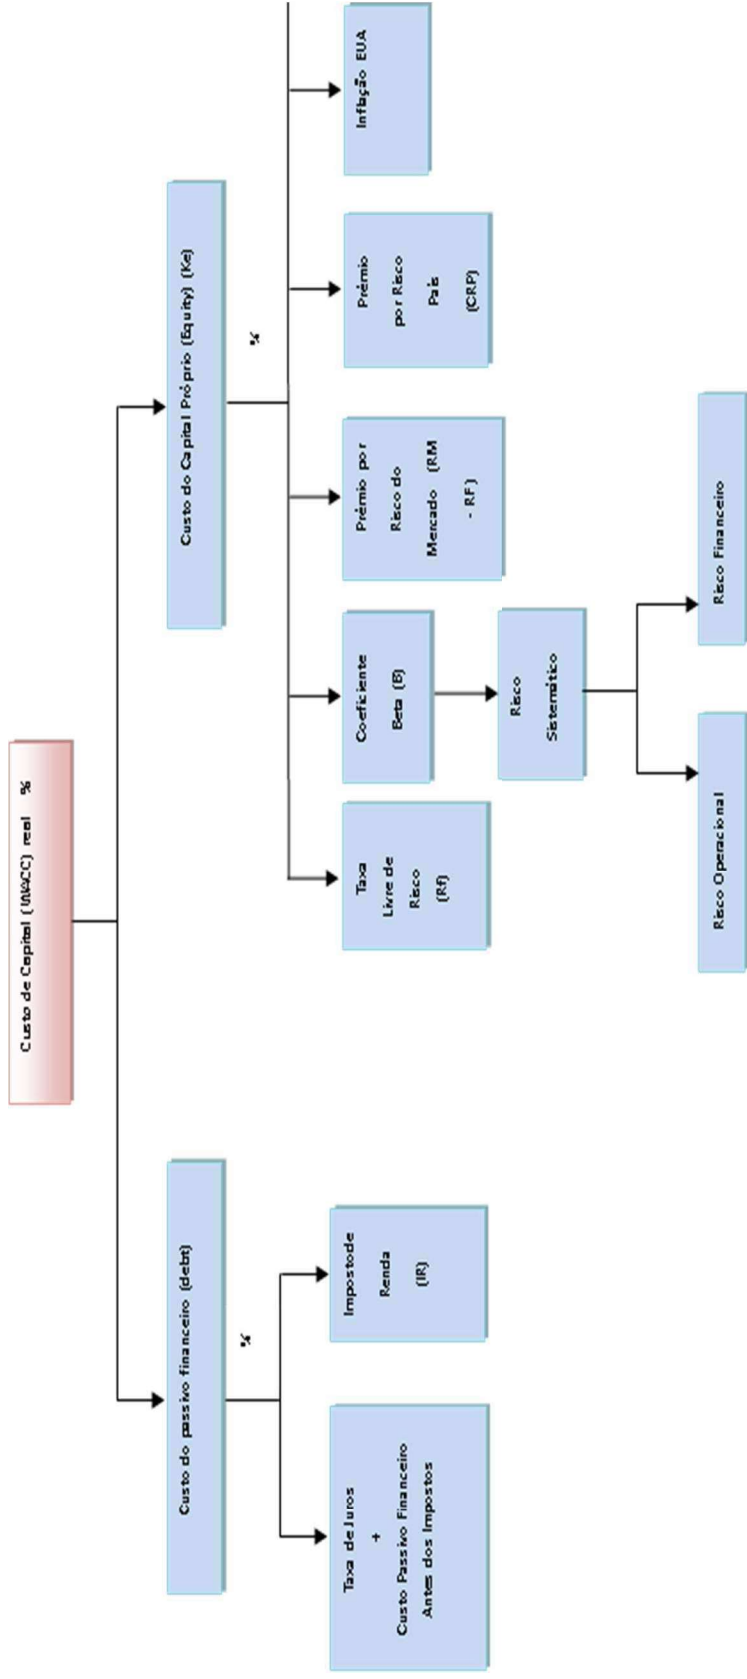 Custo de Capital (WACC) real %
Custo do passivo financeiro (debt)
Custo do Capital Próprio (Equity) (Ke)
%
%
Taxa de Juros
+
Custo Passivo Financeiro
Antes dos Impostos
Impostode
Renda
(IR)
Taxa
Livre de
Risco
(Rf)
Coeficiente
Beta (B)
Prêmio por
Risco do
Mercado (RM
- RF)
Prêmio
por Risco
País
(CRP)
Inflação EUA
Risco
Sistemático
Risco Operacional
Risco Financeiro